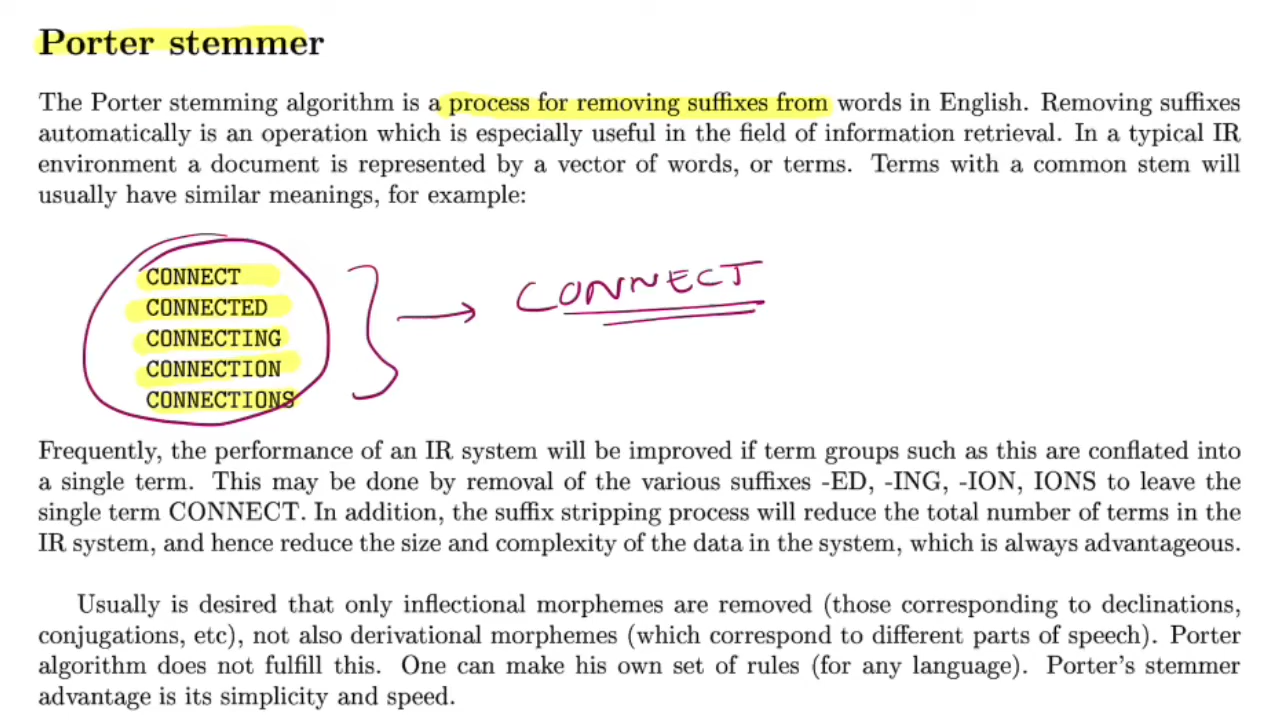 Porter stemmer
The Porter stemming algorithm is a process for removing suffixes from words in English. Removing suffixes
automatically is an operation which is especially useful in the field of information retrieval. In a typical IR
environment a document is represented by a vector of words, or terms. Terms with a common stem will
usually have similar meanings, for example:
CONNECT
CONNECTED
CONNECTING
CONNECTION
CONNECTIONS
CONNECT
Frequently, the performance of an IR system will be improved if term groups such as this are conflated into
a single term. This may be done by removal of the various suffixes -ED, -ING, -ION, IONS to leave the
single term CONNECT. In addition, the suffix stripping process will reduce the total number of terms in the
IR system, and hence reduce the size and complexity of the data in the system, which is always advantageous.
Usually is desired that only inflectional morphemes are removed (those corresponding to declinations,
conjugations, etc), not also derivational morphemes (which correspond to different parts of speech). Porter
algorithm does not fulfill this. One can make his own set of rules (for any language). Porter's stemmer
advantage is its simplicity and speed.